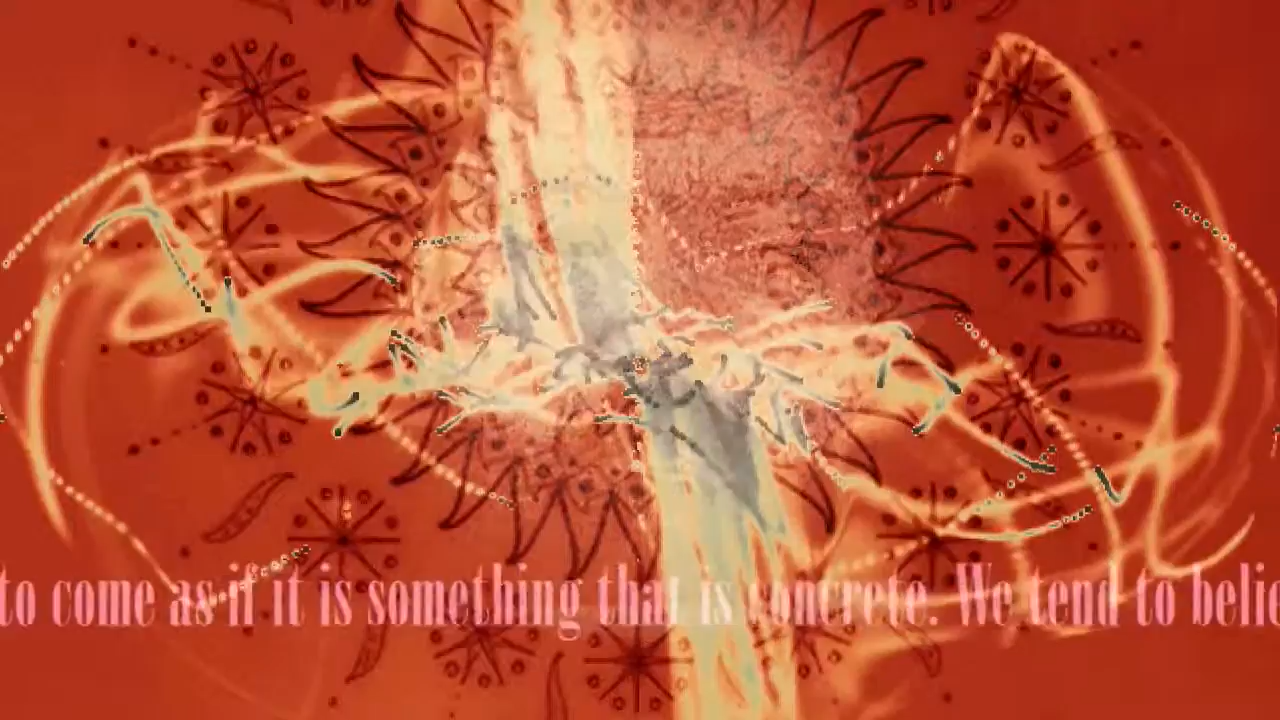 to come as if it is something that is concrete. We tend to